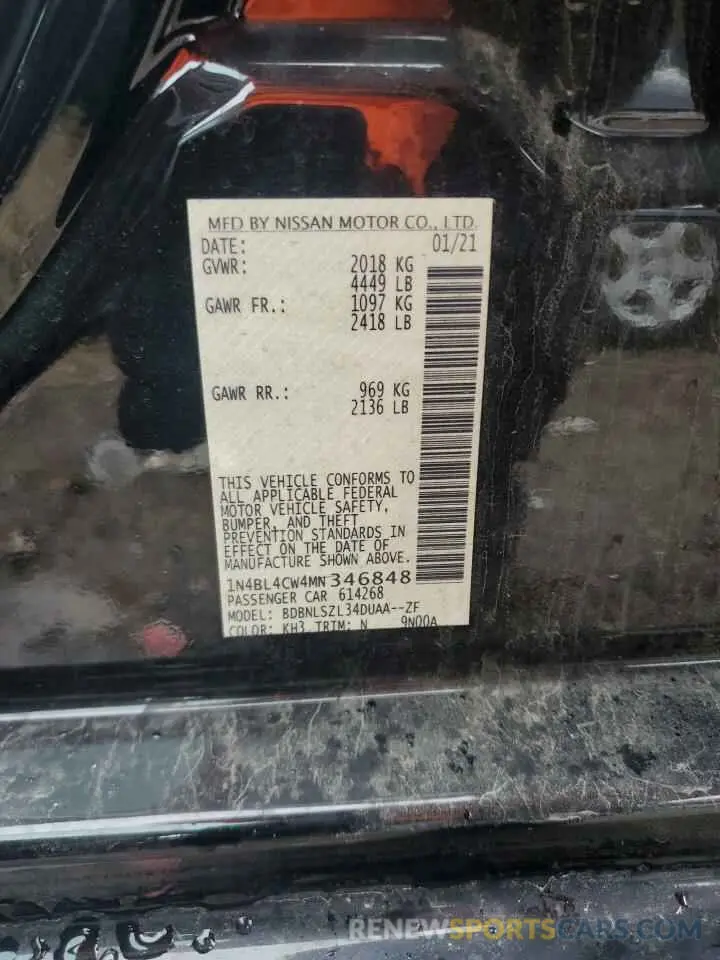 MFD BY NISSAN MOTOR CO., LTD.
DATE: 01/21
GVWR: 2018 KG
4449 LB
GAWR FR.: 1097 KG
2418 LB
GAWR RR.: 969 KG
2136 LB
THIS VEHICLE CONFORMS TO
ALL APPLICABLE FEDERAL
MOTOR VEHICLE SAFETY,
BUMPER, AND THEFT
PREVENTION STANDARDS IN
EFFECT ON THE DATE OF
MANUFACTURE SHOWN ABOVE.
1N4BL4CW4MN346848
PASSENGER CAR 614268
MODEL: BDBNLSZL34DUAA--ZF
COLOR: KH3 TRIM: N 9N00A
RENEWSPORTSCARS.COM